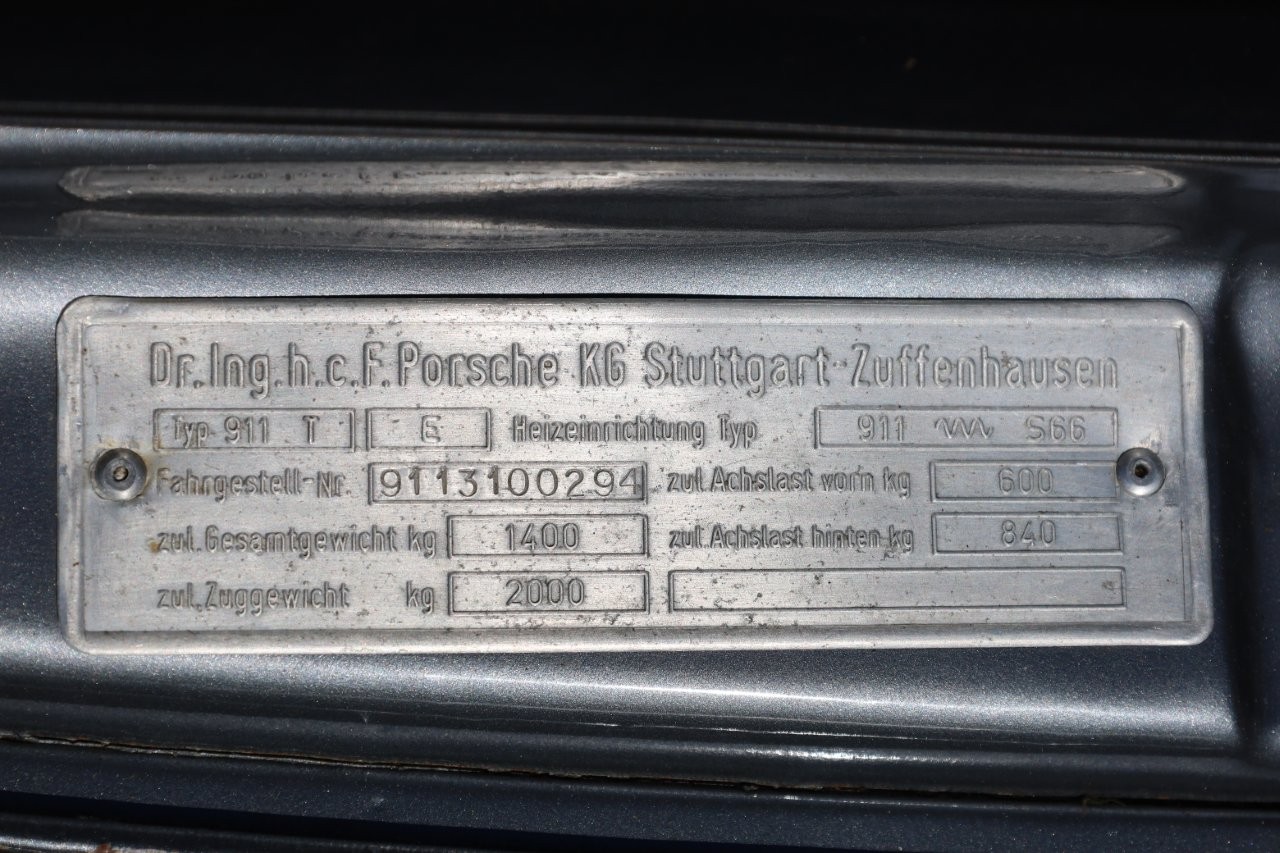 Dr.Ing.h.c.F.Porsche KG Stuttgart-Zuffenhausen
Typ 911 T E Heizeinrichtung Typ 911 S66
Fahrgestell-Nr. 9113100294 zul.Achslast vorn kg 600
zul.Gesamtgewicht kg 1400 zul.Achslast hinten kg 840
zul.Zuggewicht kg 2000